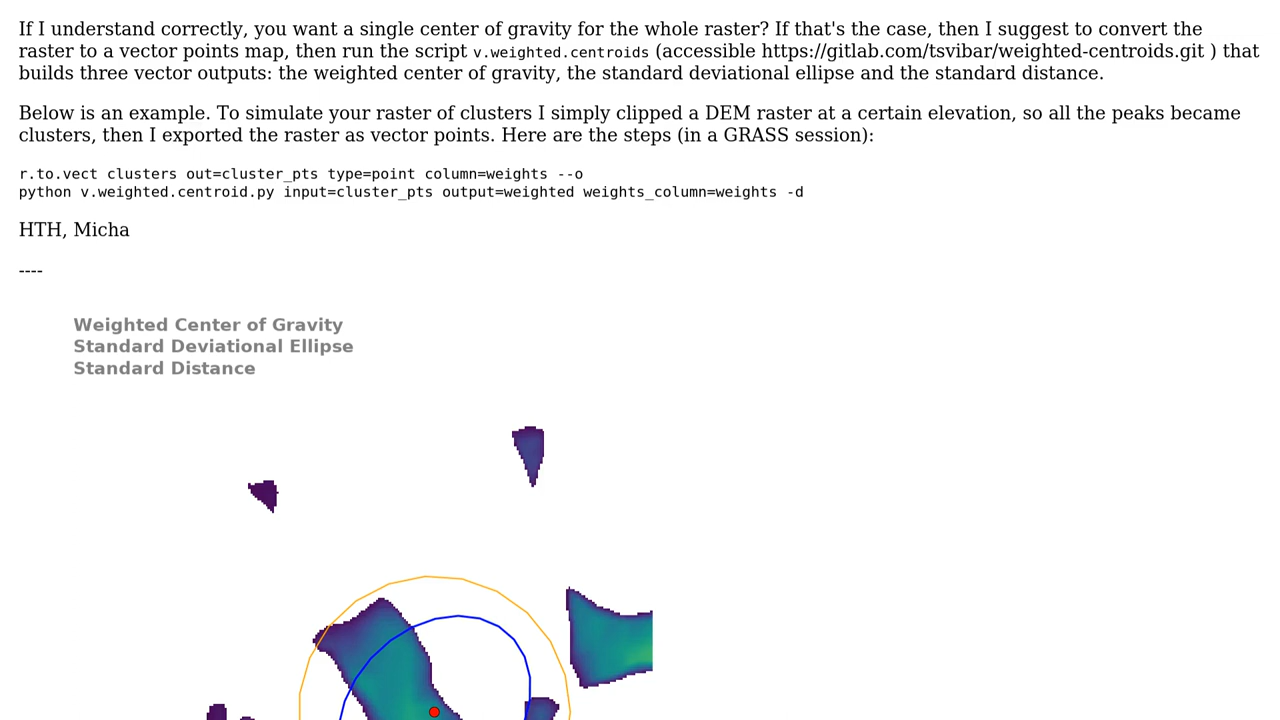 If I understand correctly, you want a single center of gravity for the whole raster? If that's the case, then I suggest to convert the
raster to a vector points map, then run the script v.weighted.centroids (accessible https://gitlab.com/tsvibar/weighted-centroids.git ) that
builds three vector outputs: the weighted center of gravity, the standard deviational ellipse and the standard distance.
Below is an example. To simulate your raster of clusters I simply clipped a DEM raster at a certain elevation, so all the peaks became
clusters, then I exported the raster as vector points. Here are the steps (in a GRASS session):
r.to.vect clusters out=cluster_pts type=point column=weights --o
python v.weighted.centroid.py input=cluster_pts output=weighted weights_column=weights -d
HTH, Micha
----
Weighted Center of Gravity
Standard Deviational Ellipse
Standard Distance